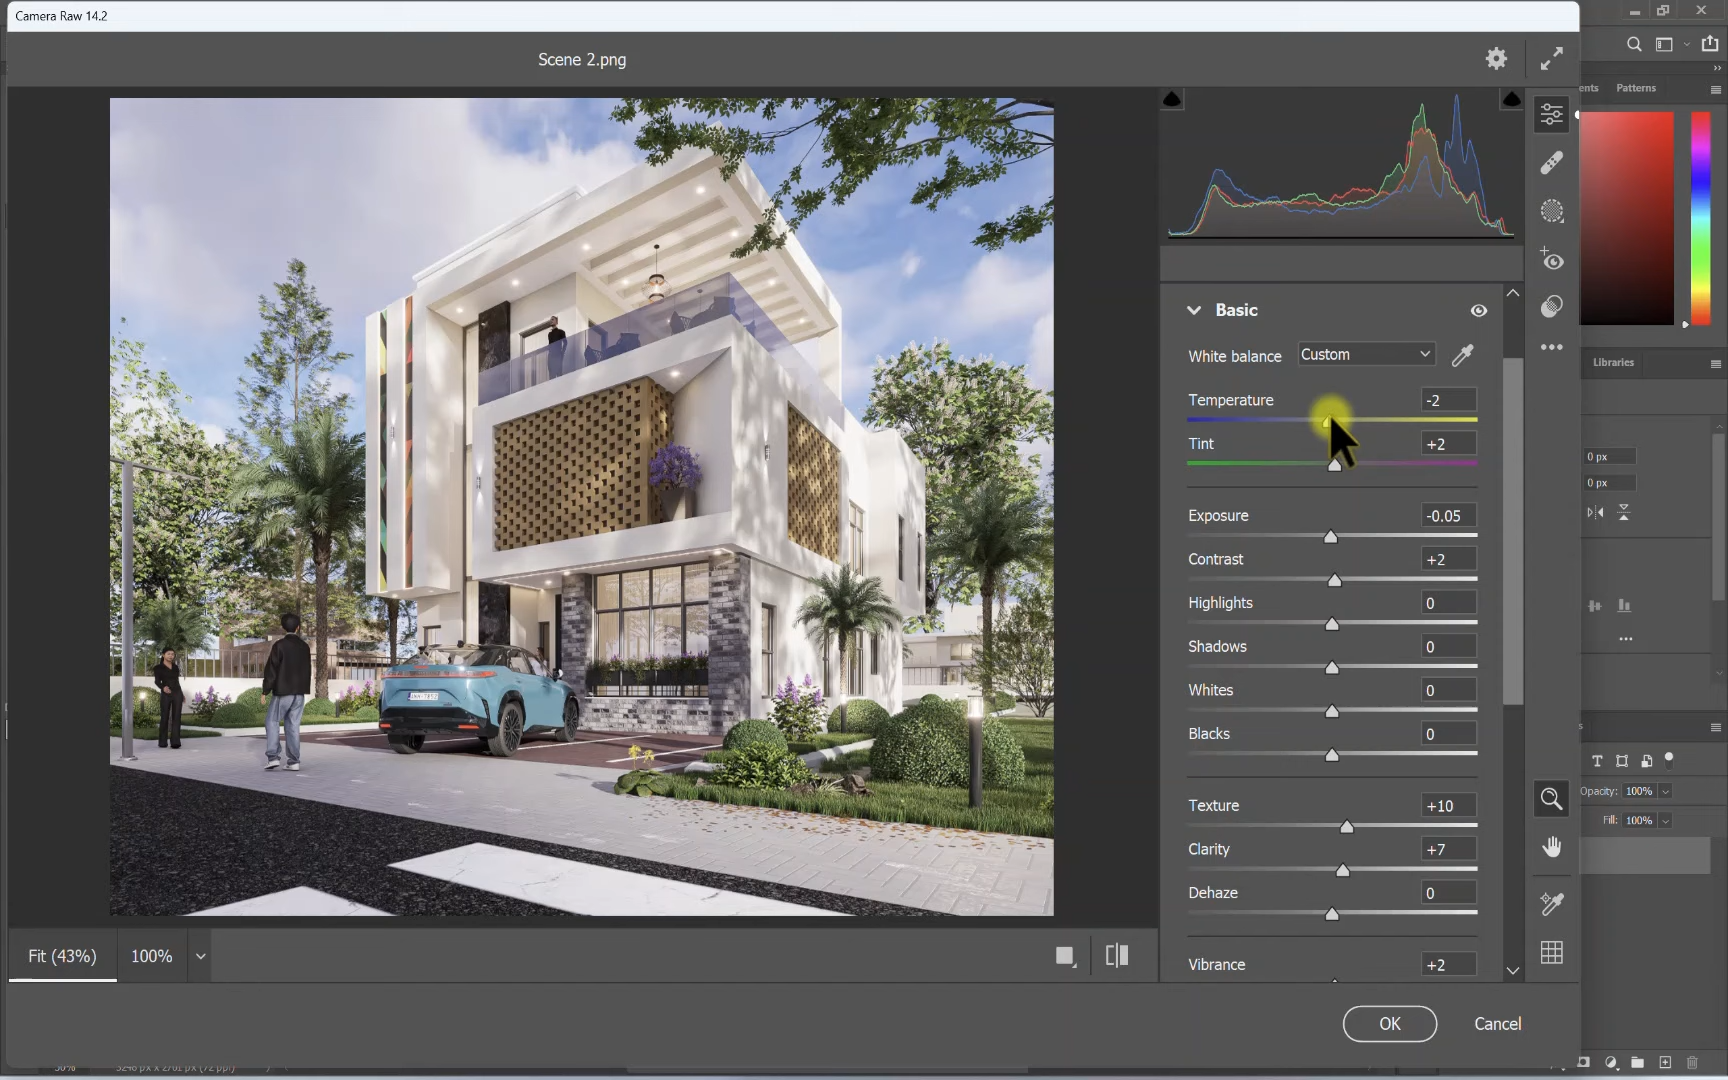 Camera Raw 14.2
Scene 2.png
Patterns
Basic
White balance Custom
Temperature -2
Tint +2
Exposure -0.05
Contrast +2
Highlights 0
Shadows 0
Whites 0
Blacks 0
Texture +10
Clarity +7
Dehaze 0
Vibrance +2
Fit (43%) 100%
OK Cancel
Libraries
0 px
0 px
Opacity: 100%
Fill: 100%